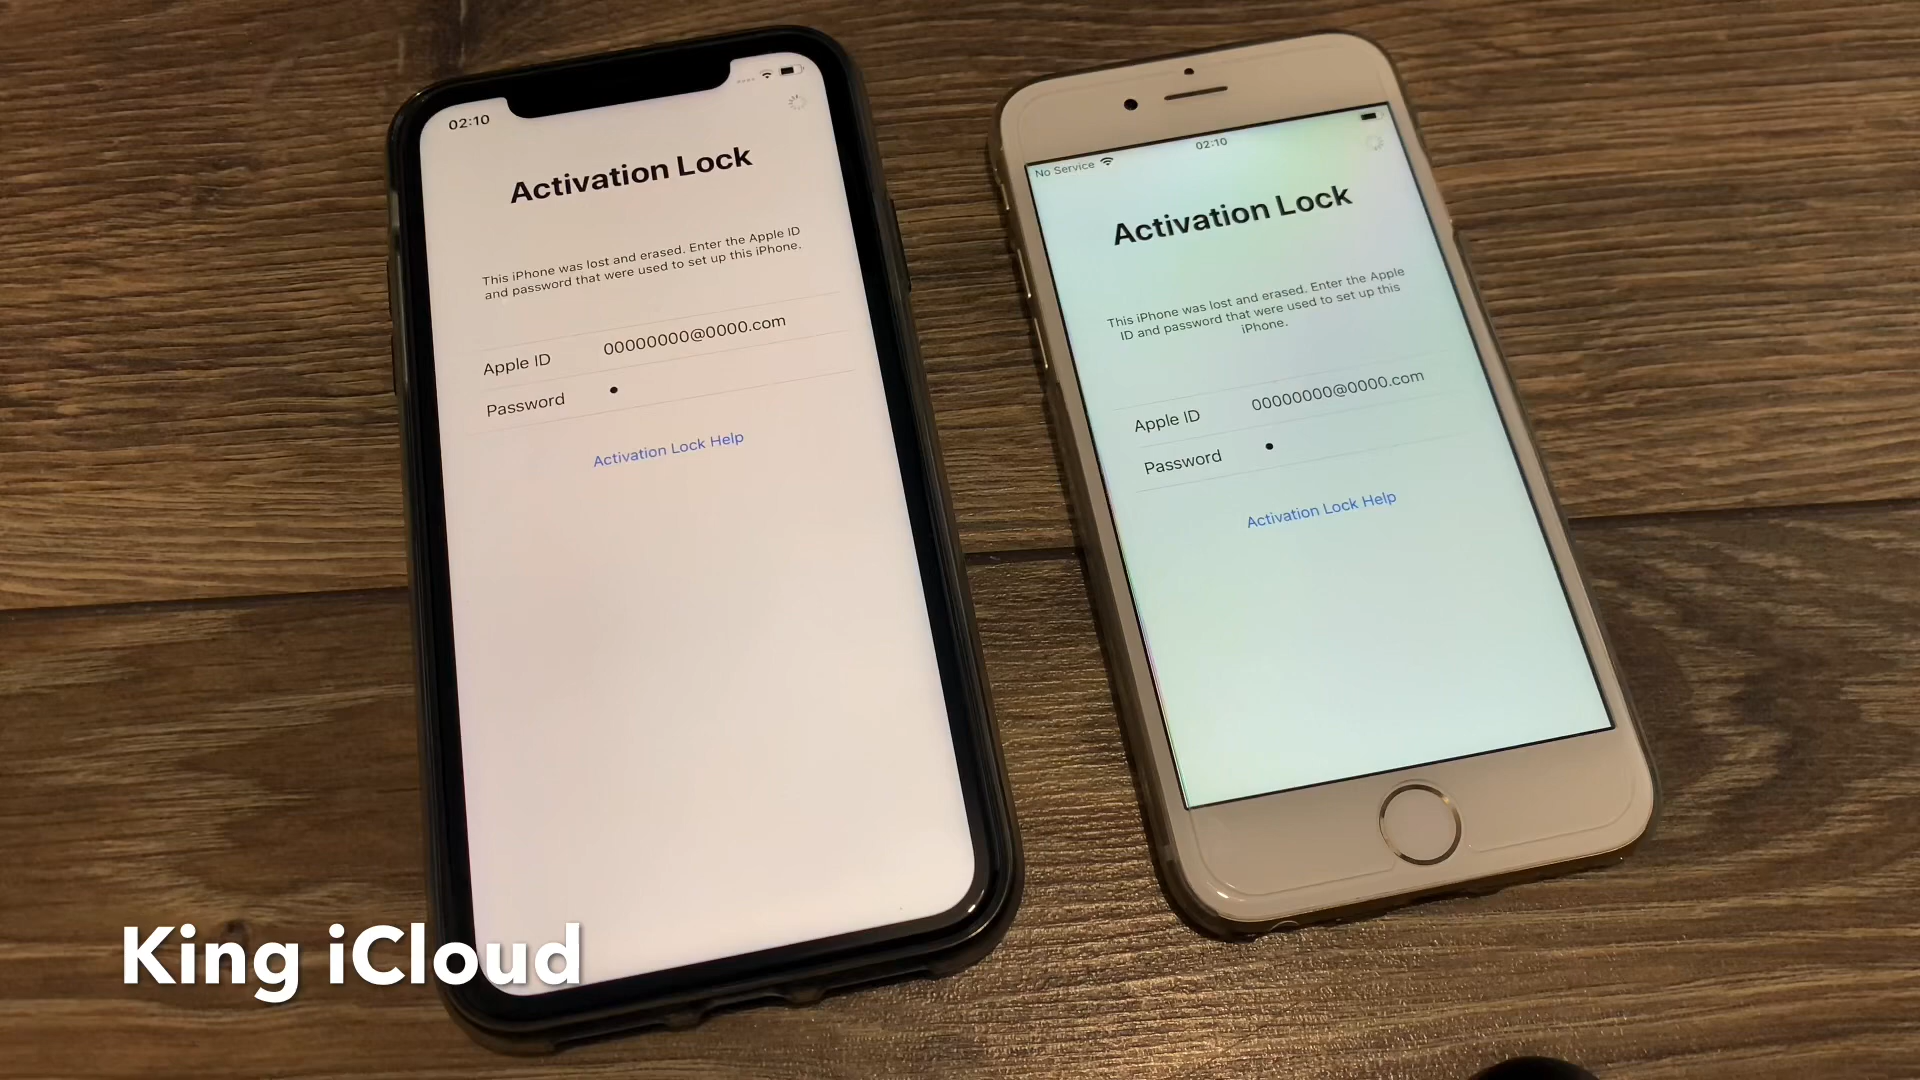 02:10
Activation Lock
This iPhone was lost and erased. Enter the Apple ID
and password that were used to set up this iPhone.
Apple ID 00000000@0000.com
Password •
Activation Lock Help
No Service 02:10
Activation Lock
This iPhone was lost and erased. Enter the Apple
ID and password that were used to set up this
iPhone.
Apple ID 00000000@0000.com
Password •
Activation Lock Help
King iCloud